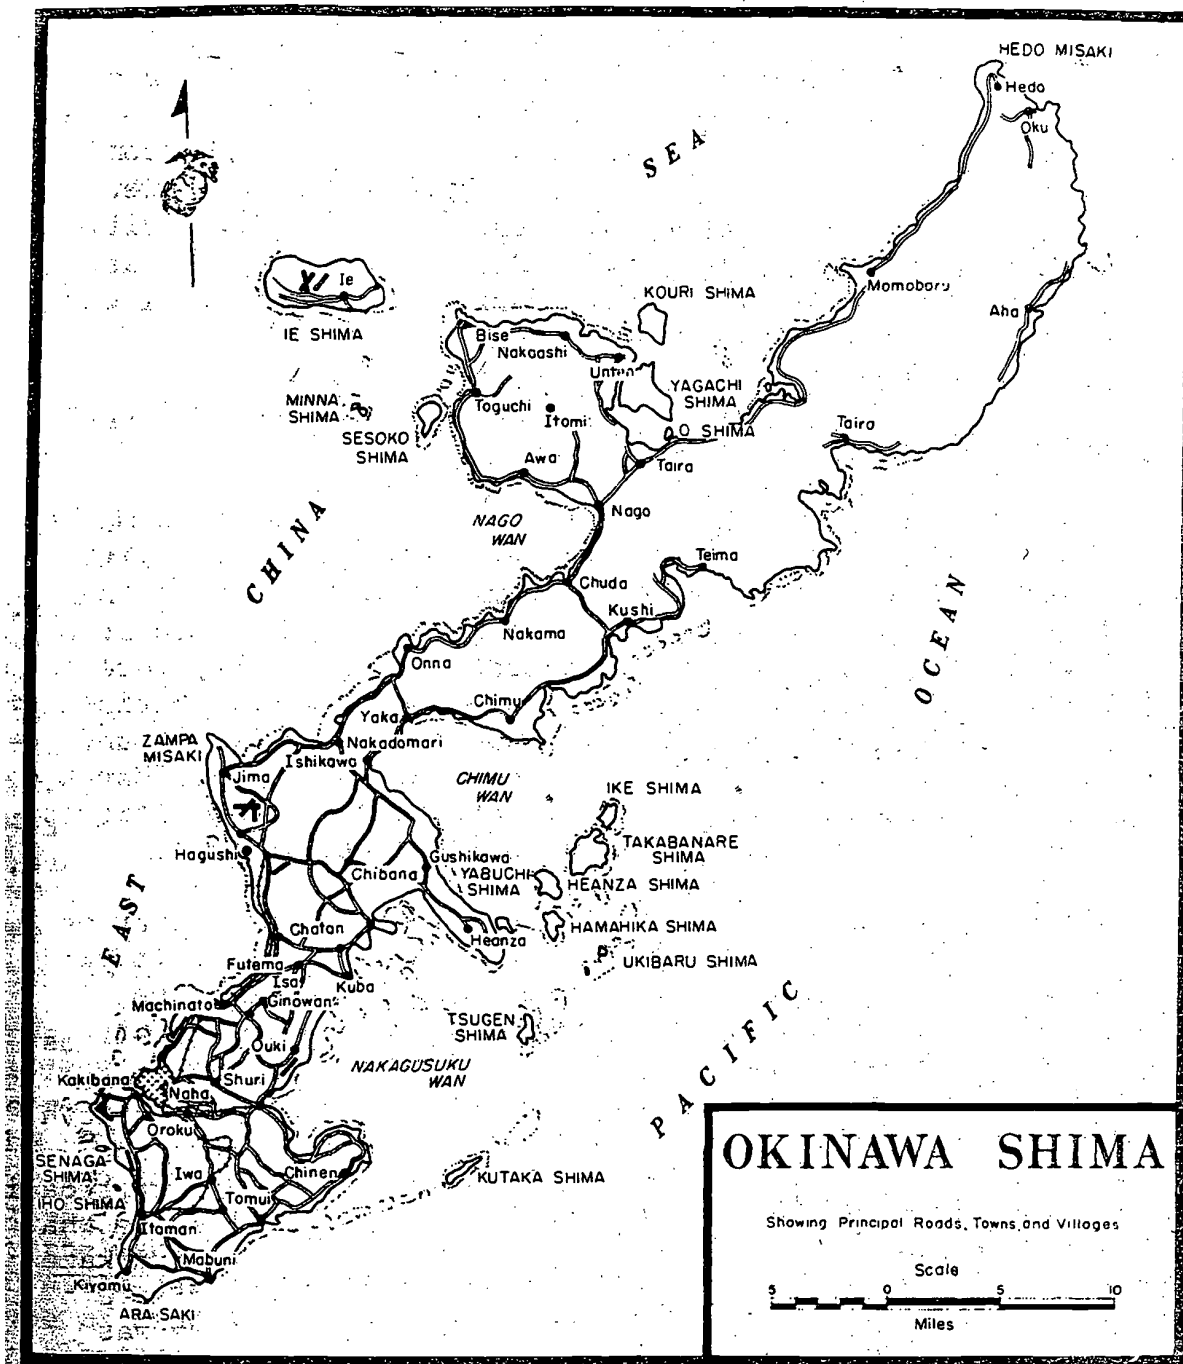 HEDO MISAKI
Hedo
Oku
SEA
Momobaru
Aha
Ie
IE SHIMA
KOURI SHIMA
Bise
Nakaoshi
Unten
YAGACHI
SHIMA
MINNA
SHIMA
Toguchi
Itomi
SESOKO
SHIMA
O SHIMA
Taira
Awa
Taira
Nago
NAGO
WAN
CHINA
Teima
Chuda
Kushi
OCEAN
Nakama
Onna
Chimu
Yaka
ZAMPA
MISAKI
Nakadomari
Ishikawa
Jima
CHIMU
WAN
IKE SHIMA
TAKABANARE
SHIMA
Hagushi
Gushikawa
Chibana
YABUCHI
SHIMA
HEANZA SHIMA
EAST
Chatan
HAMAHIKA SHIMA
Heanza
Futema
UKIBARU SHIMA
Isa
Kuba
Machinato
Ginowan
TSUGEN
SHIMA
Ouki
PACIFIC
NAKAGUSUKU
WAN
Kakibana
Shuri
Naha
Oroku
SENAGA
SHIMA
Iwa
Chinen
KUTAKA SHIMA
IHO SHIMA
Tomui
Itoman
Mabuni
Kiyamu
ARA SAKI
OKINAWA SHIMA
Showing Principal Roads, Towns, and Villages
Scale
5 0 5 10
Miles